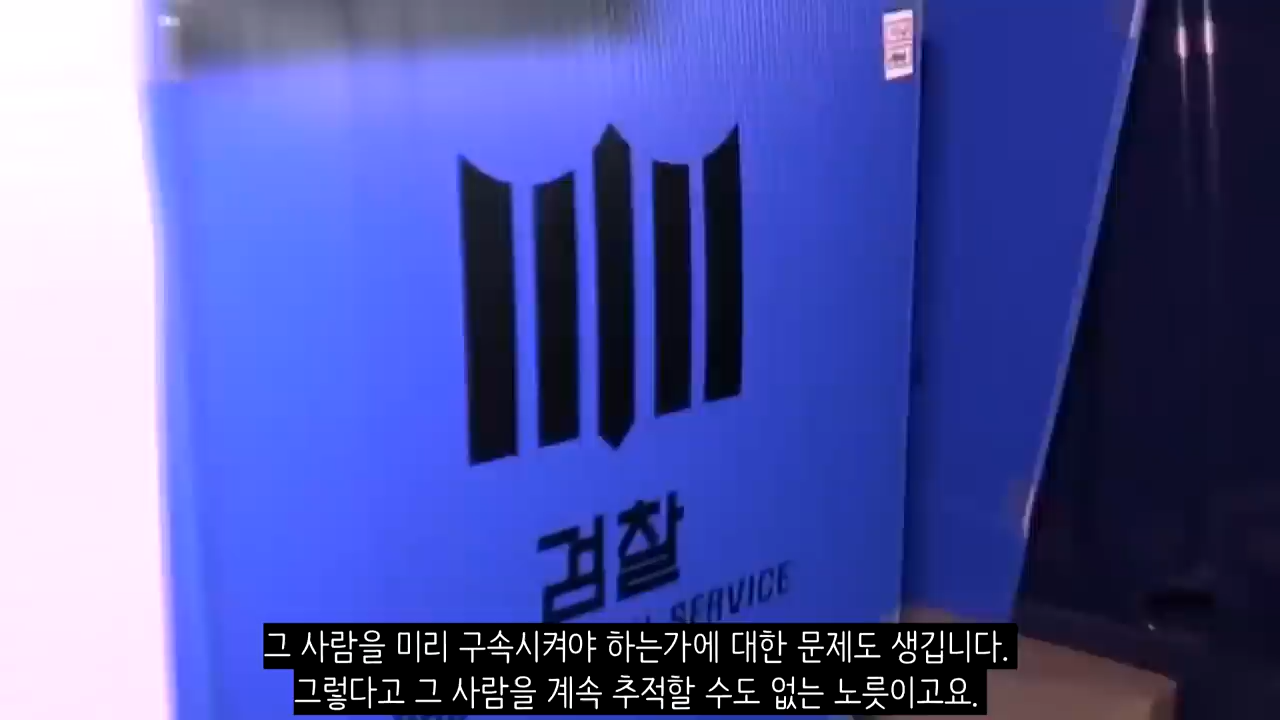 검찰
SERVICE
그 사람을 미리 구속시켜야 하는가에 대한 문제도 생깁니다.
그렇다고 그 사람을 계속 추적할 수도 없는 노릇이고요.